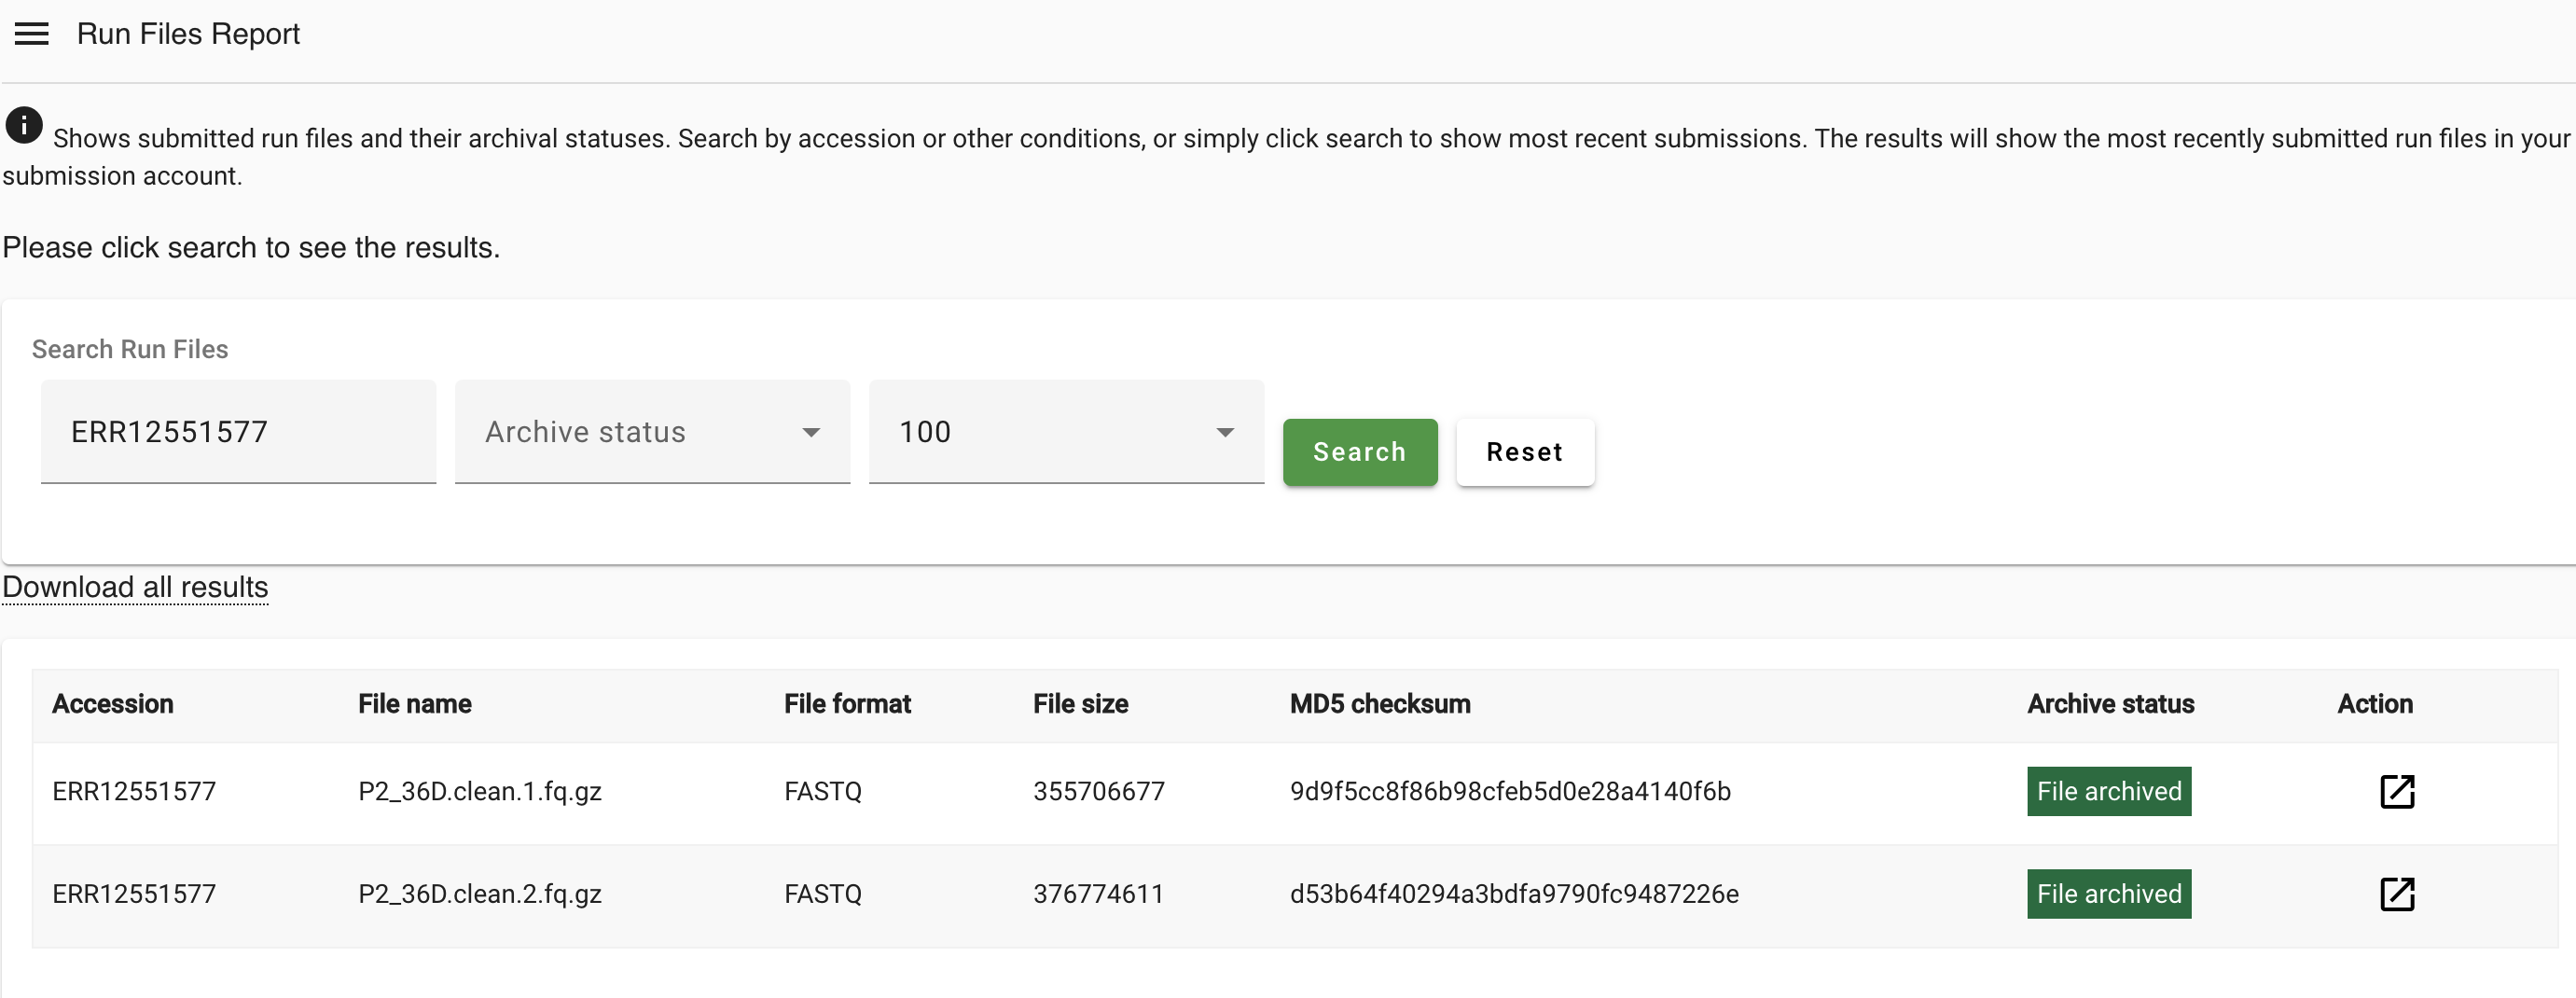 Run Files Report
Shows submitted run files and their archival statuses. Search by accession or other conditions, or simply click search to show most recent submissions. The results will show the most recently submitted run files in your
submission account.
Please click search to see the results.
Search Run Files
ERR12551577 Archive status 100 Search Reset
Download all results
Accession File name File format File size MD5 checksum Archive status Action
ERR12551577 P2_36D.clean.1.fq.gz FASTQ 355706677 9d9f5cc8f86b98cfeb5d0e28a4140f6b File archived
ERR12551577 P2_36D.clean.2.fq.gz FASTQ 376774611 d53b64f40294a3bdfa9790fc9487226e File archived